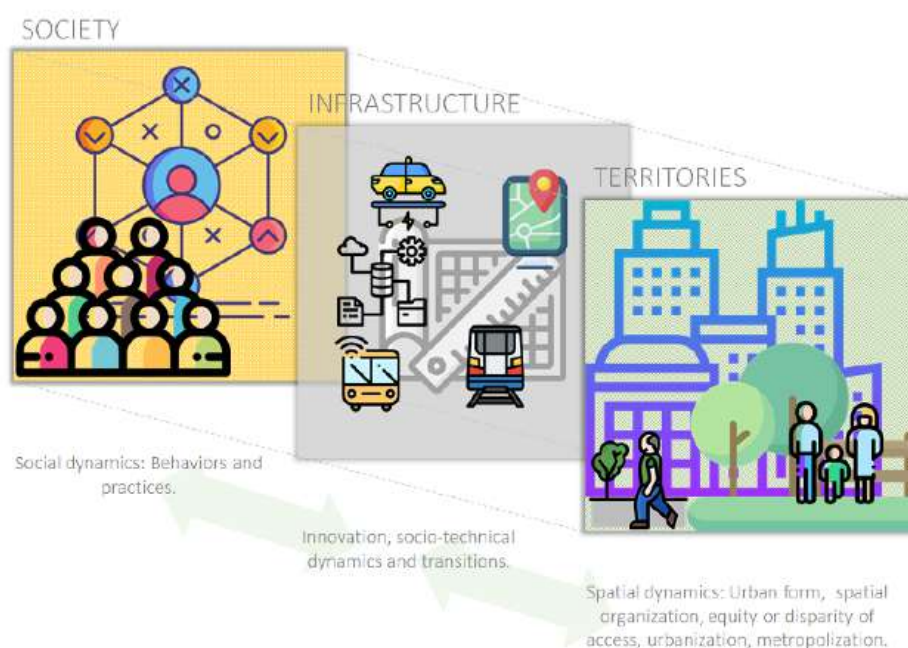 SOCIETY
INFRASTRUCTURE
TERRITORIES
Social dynamics: Behaviors and
practices.
Innovation, socio-technical
dynamics and transitions.
Spatial dynamics: Urban form, spatial
organization, equity or disparity of
access, urbanization, metropolization.